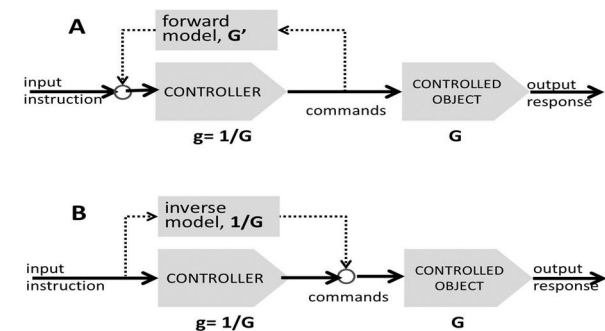 A
forward
model, G'
input
instruction
CONTROLLER
commands
CONTROLLED
OBJECT
output
response
g= 1/G
G
B
inverse
model, 1/G
input
instruction
CONTROLLER
commands
CONTROLLED
OBJECT
output
response
g= 1/G
G